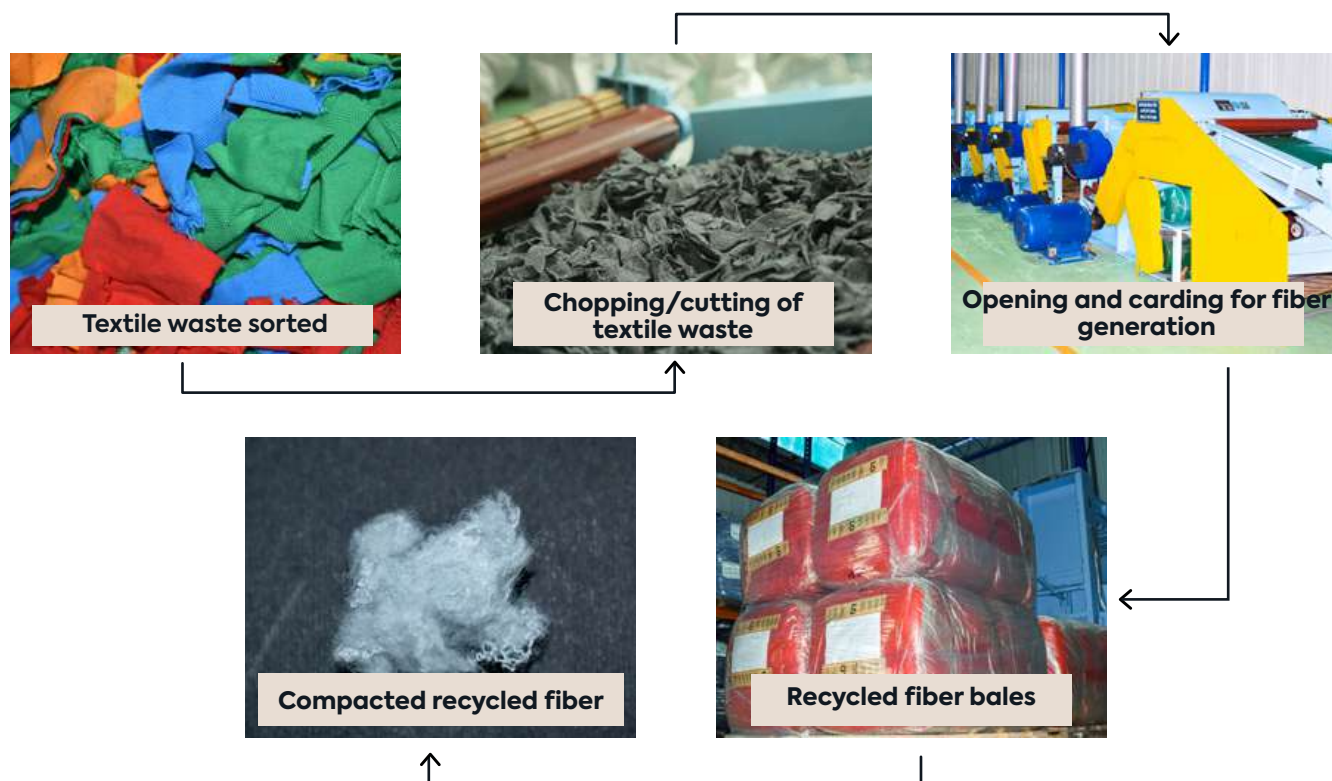 Textile waste sorted
Chopping/cutting of
textile waste
Opening and carding for fiber
generation
Compacted recycled fiber
Recycled fiber bales